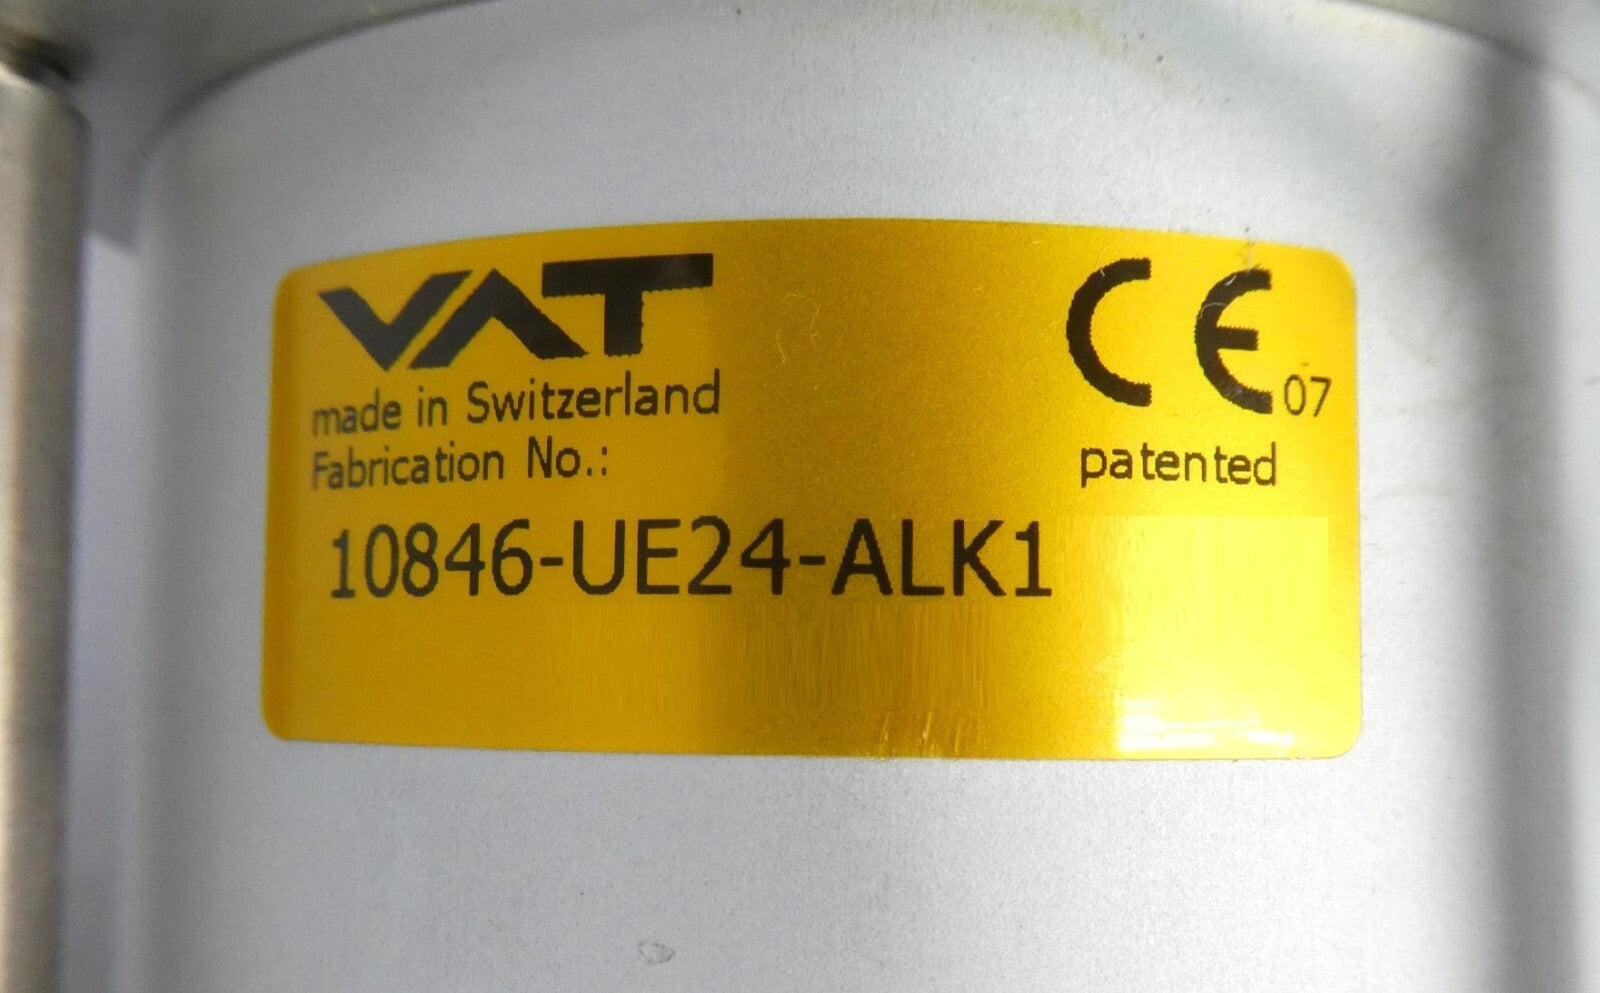 VAT
made in Switzerland
Fabrication No.:
CE 07
patented
10846-UE24-ALK1